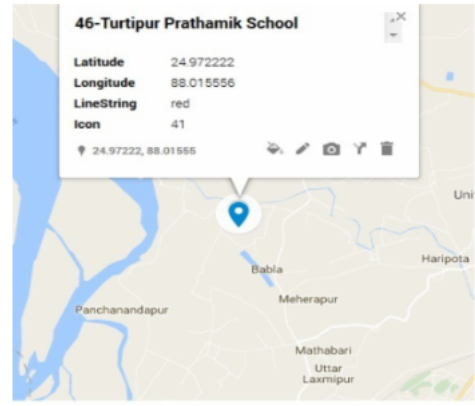 46-Turtipur Prathamik School
Latitude 24.972222
Longitude 88.015556
LineString red
Icon 41
24.97222, 88.01555
Uni
Haripota
Babla
Meherapur
Panchanandapur
Mathabari
Uttar
Laxmipur